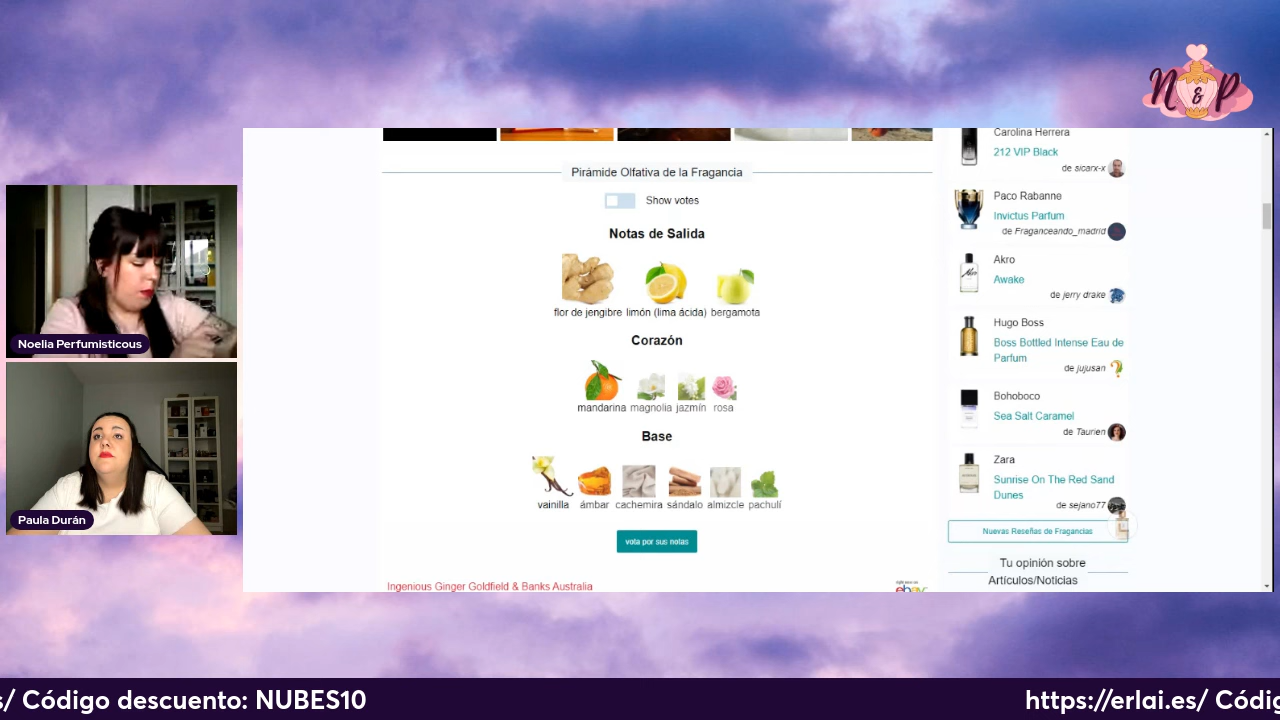 N & P
Noelia Perfumisticous
Paula Durán
Pirámide Olfativa de la Fragancia
Show votes
Notas de Salida
flor de jengibre limón (lima ácida) bergamota
Corazón
mandarina magnolia jazmín rosa
Base
vainilla ámbar cachemira sándalo almizcle pachulí
vota por sus notas
Ingenious Ginger Goldfield & Banks Australia
ebay
Carolina Herrera
212 VIP Black
de sicarx-x
Paco Rabanne
Invictus Parfum
de Fraganceando_madrid
Akro
Awake
de jerry drake
Hugo Boss
Boss Bottled Intense Eau de
Parfum
de jujusan
Bohoboco
Sea Salt Caramel
de Taurien
Zara
Sunrise On The Red Sand
Dunes
de sejano77
Nuevas Reseñas de Fragancias
Tu opinión sobre
Artículos/Noticias
s/ Código descuento: NUBES10
https://erlai.es/ Códig